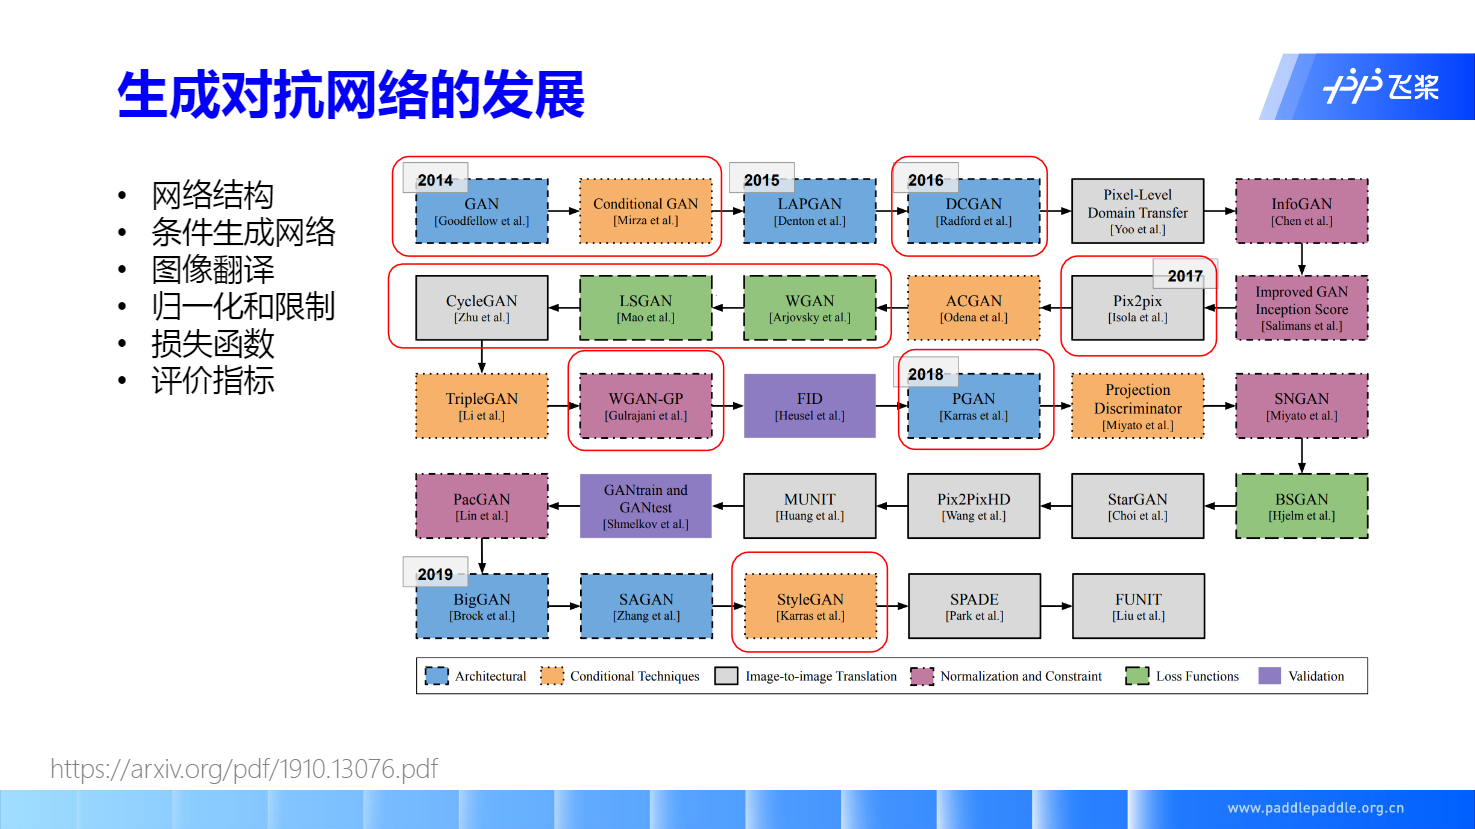 生成对抗网络的发展
飞桨
• 网络结构
• 条件生成网络
• 图像翻译
• 归一化和限制
• 损失函数
• 评价指标
2014
GAN
[Goodfellow et al.]
Conditional GAN
[Mirza et al.]
2015
LAPGAN
[Denton et al.]
2016
DCGAN
[Radford et al.]
Pixel-Level
Domain Transfer
[Yoo et al.]
InfoGAN
[Chen et al.]
CycleGAN
[Zhu et al.]
LSGAN
[Mao et al.]
WGAN
[Arjovsky et al.]
ACGAN
[Odena et al.]
2017
Pix2pix
[Isola et al.]
Improved GAN
Inception Score
[Salimans et al.]
TripleGAN
[Li et al.]
WGAN-GP
[Gulrajani et al.]
FID
[Heusel et al.]
2018
PGAN
[Karras et al.]
Projection
Discriminator
[Miyato et al.]
SNGAN
[Miyato et al.]
PacGAN
[Lin et al.]
GANtrain and
GANtest
[Shmelkov et al.]
MUNIT
[Huang et al.]
Pix2PixHD
[Wang et al.]
StarGAN
[Choi et al.]
BSGAN
[Hjelm et al.]
2019
BigGAN
[Brock et al.]
SAGAN
[Zhang et al.]
StyleGAN
[Karras et al.]
SPADE
[Park et al.]
FUNIT
[Liu et al.]
Architectural
Conditional Techniques
Image-to-image Translation
Normalization and Constraint
Loss Functions
Validation
https://arxiv.org/pdf/1910.13076.pdf
www.paddlepaddle.org.cn